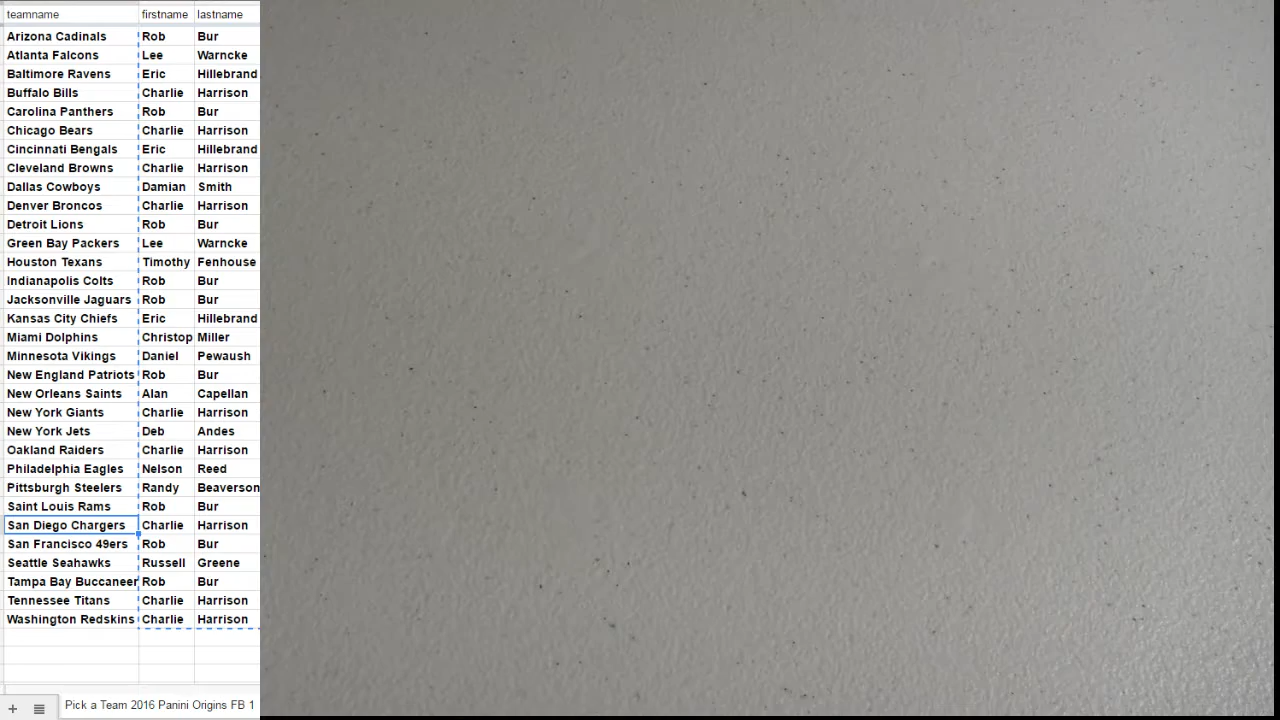 teamname firstname lastname
Arizona Cadinals Rob Bur
Atlanta Falcons Lee Warncke
Baltimore Ravens Eric Hillebrand
Buffalo Bills Charlie Harrison
Carolina Panthers Rob Bur
Chicago Bears Charlie Harrison
Cincinnati Bengals Eric Hillebrand
Cleveland Browns Charlie Harrison
Dallas Cowboys Damian Smith
Denver Broncos Charlie Harrison
Detroit Lions Rob Bur
Green Bay Packers Lee Warncke
Houston Texans Timothy Fenhouse
Indianapolis Colts Rob Bur
Jacksonville Jaguars Rob Bur
Kansas City Chiefs Eric Hillebrand
Miami Dolphins Christop Miller
Minnesota Vikings Daniel Pewaush
New England Patriots Rob Bur
New Orleans Saints Alan Capellan
New York Giants Charlie Harrison
New York Jets Deb Andes
Oakland Raiders Charlie Harrison
Philadelphia Eagles Nelson Reed
Pittsburgh Steelers Randy Beaverson
Saint Louis Rams Rob Bur
San Diego Chargers Charlie Harrison
San Francisco 49ers Rob Bur
Seattle Seahawks Russell Greene
Tampa Bay Buccaneer Rob Bur
Tennessee Titans Charlie Harrison
Washington Redskins Charlie Harrison
Pick a Team 2016 Panini Origins FB 1